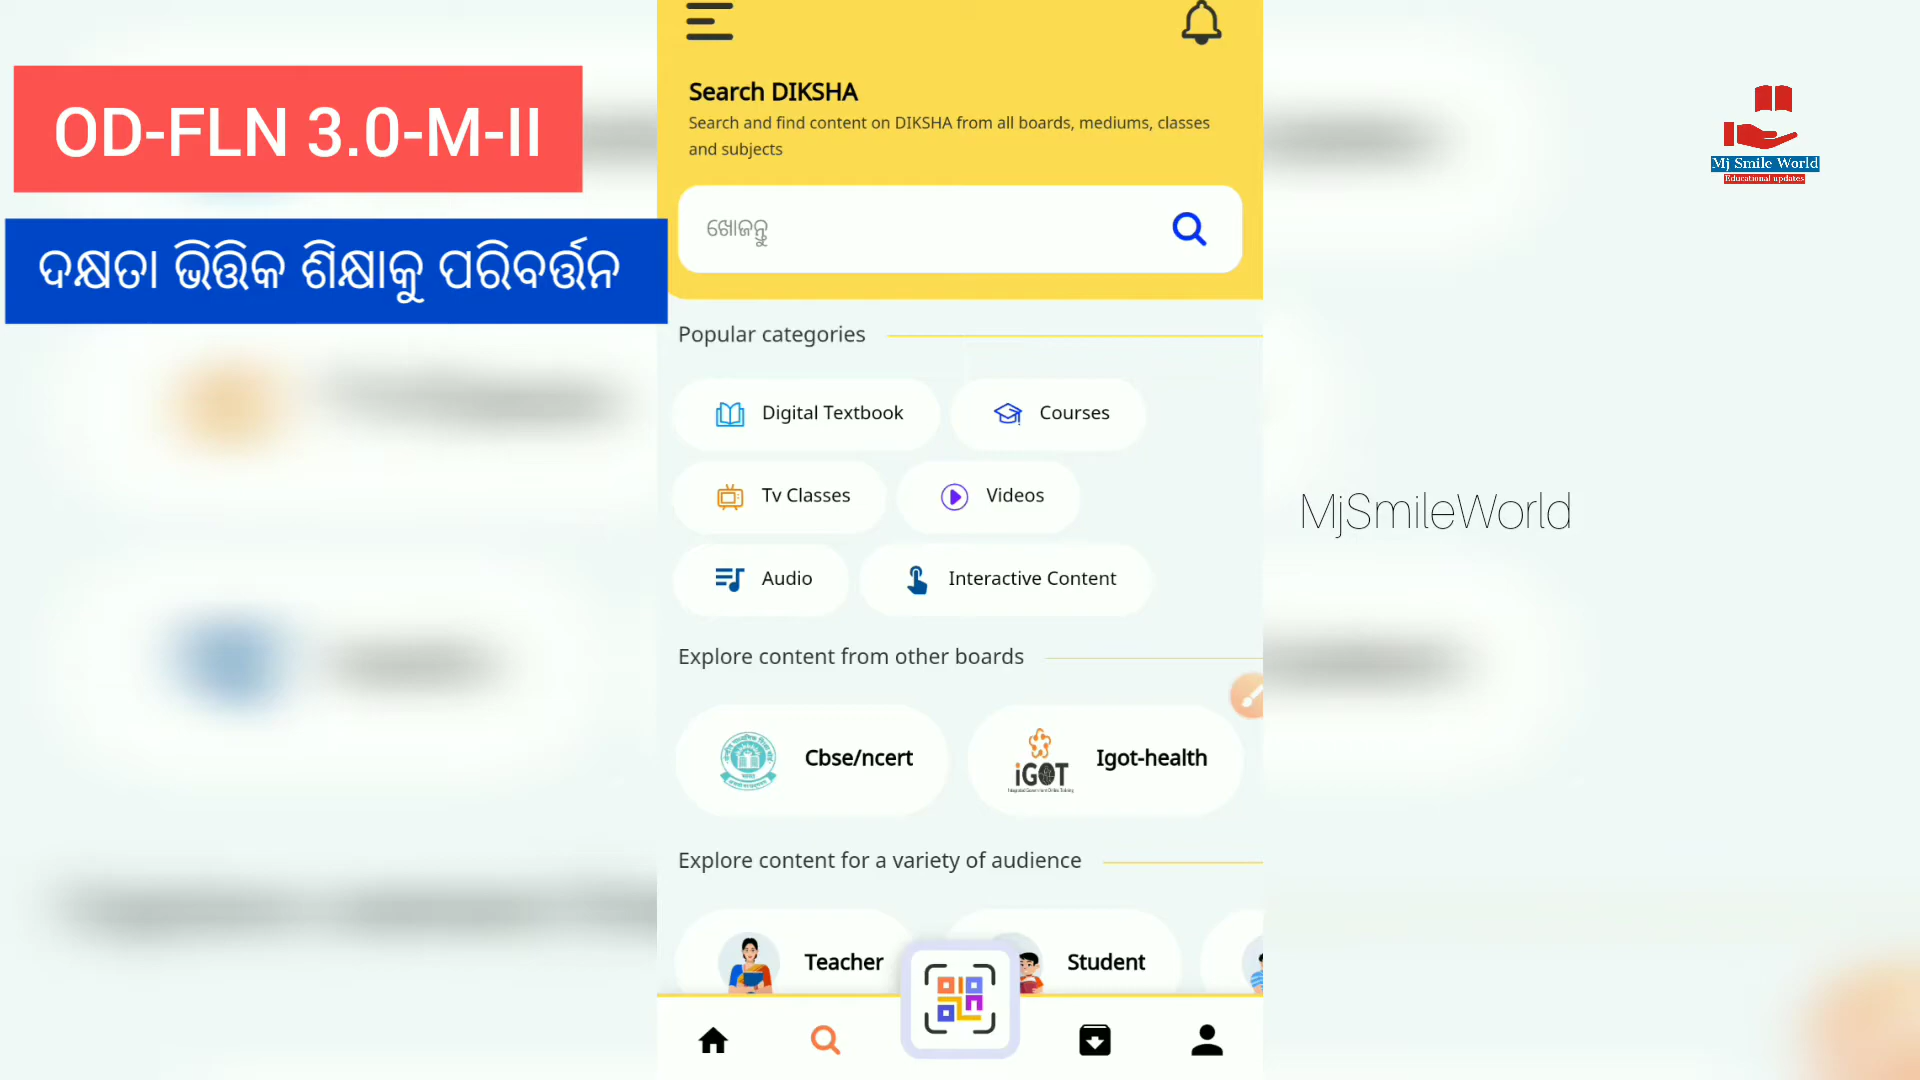 OD-FLN 3.0-M-II
ଦକ୍ଷତା ଭିତ୍ତିକ ଶିକ୍ଷାକୁ ପରିବର୍ତ୍ତନ
Search DIKSHA
Search and find content on DIKSHA from all boards, mediums, classes
and subjects
ଖୋଜନ୍ତୁ
Popular categories
Digital Textbook
Courses
Tv Classes
Videos
Audio
Interactive Content
Explore content from other boards
Cbse/ncert
iGOT
Igot-health
Explore content for a variety of audience
Teacher
Student
Mj Smile World
Educational updates
MjSmileWorld